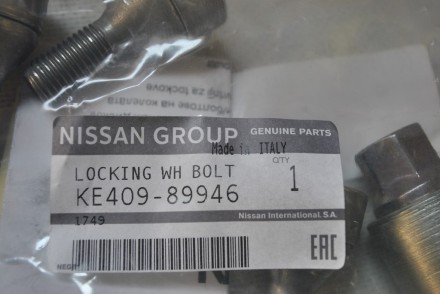 NISSAN GROUP GENUINE PARTS
Made in ITALY
LOCKING WH BOLT QTY
KE409-89946 1
1749
Nissan International. S.A.
EAC